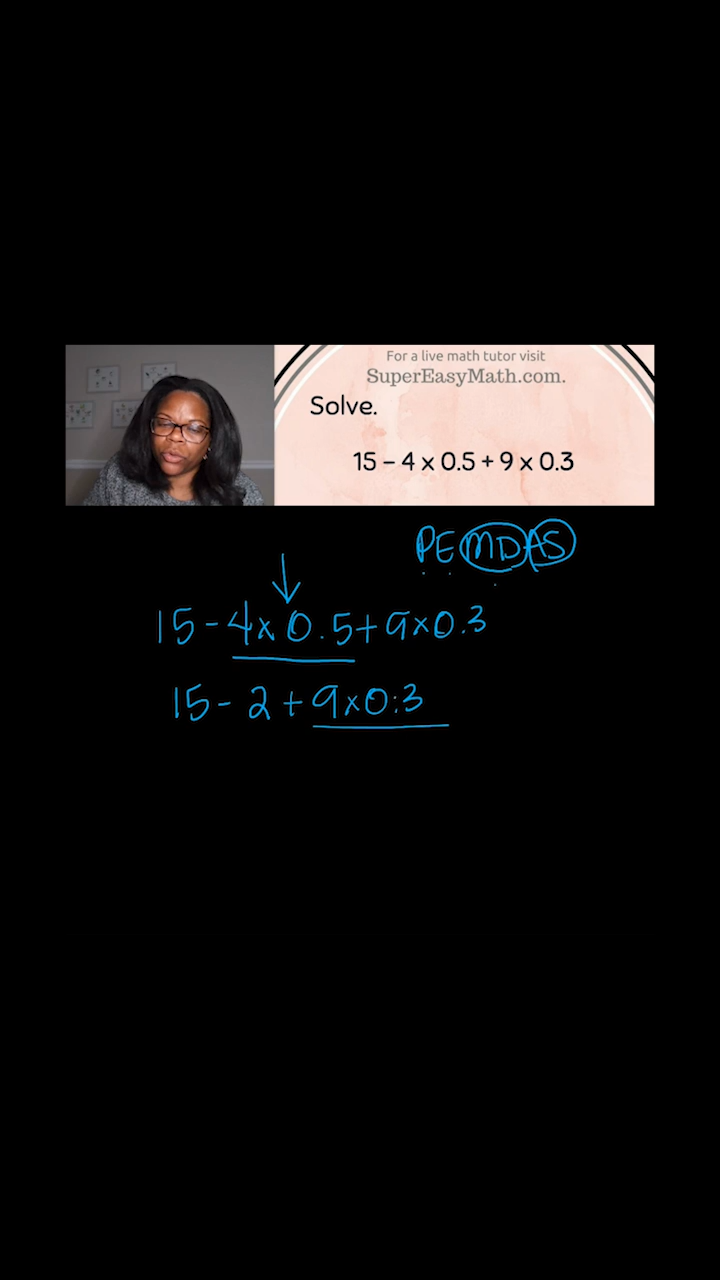 For a live math tutor visit
SuperEasyMath.com.
Solve.
15 – 4 x 0.5 + 9 x 0.3
PEMDAS
15-4x0.5+9x0.3
15-2+9x0.3